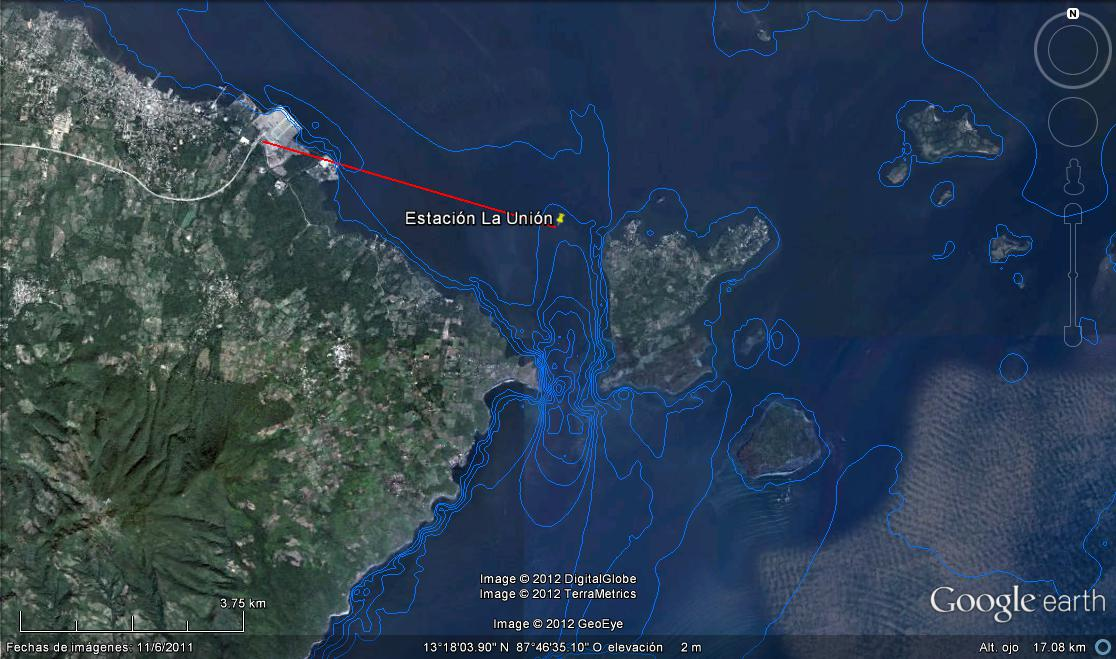 N
Estación La Unión
Image © 2012 DigitalGlobe
Image © 2012 TerraMetrics
3.75 km
Image © 2012 GeoEye
Google earth
Fechas de imágenes: 11/6/2011 13°18'03.90" N 87°46'35.10" O elevación 2 m Alt. ojo 17.08 km